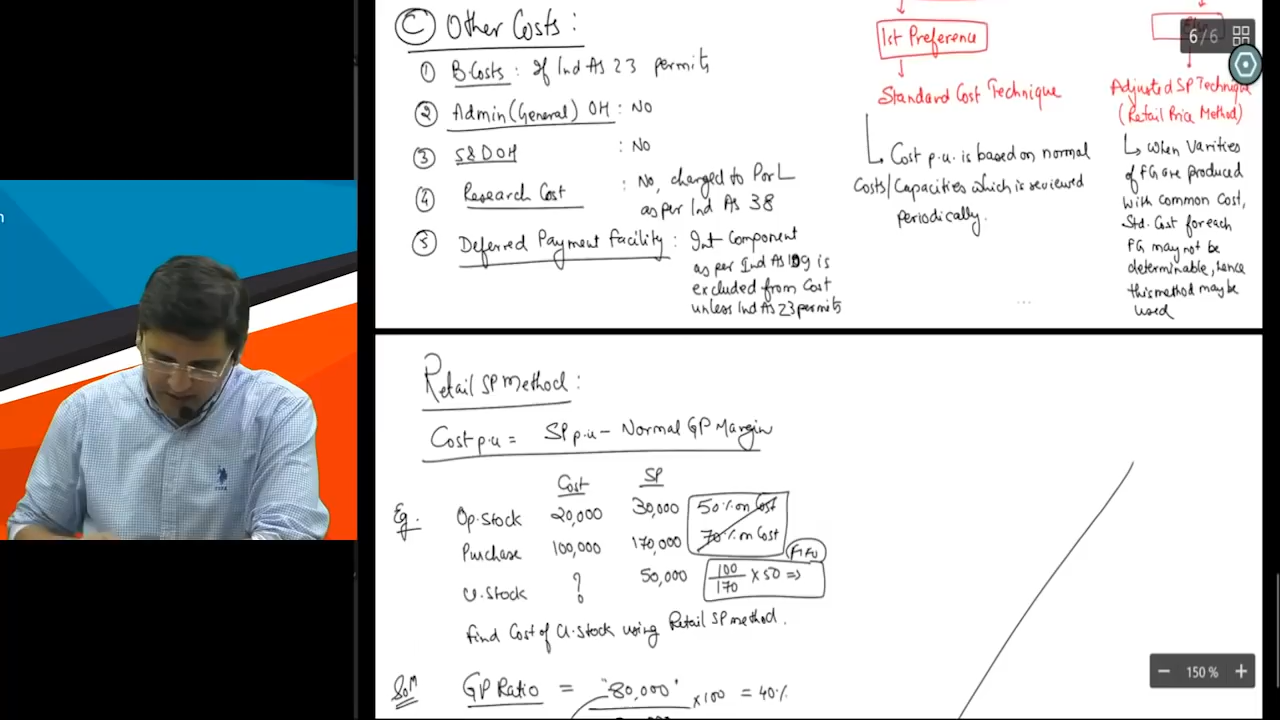 C Other Costs :
1 B.Costs : If Ind AS 23 permits
2 Admin (General) OH : No
3 S&D OH : No
4 Research Cost : No, charged to P or L
as per Ind AS 38
5 Deferred Payment Facility : Int Component
as per Ind AS 109 is
excluded from Cost
unless Ind AS 23 permits
1st Preference
Standard Cost Technique
Cost p.u. is based on normal
Costs/Capacities which is reviewed
periodically.
6/6
Adjusted SP Technique
(Retail Price Method)
When Varities
of FG are produced
with common Cost,
Std. Cost for each
FG may not be
determinable, hence
this method may be
used
Retail SP Method :
Cost p.u = SP p.u - Normal GP Margin
Cost SP
Eg. Op. Stock 20,000 30,000 50% on Cost
Purchase 100,000 170,000 70% on Cost
FIFO
Cl. Stock ? 50,000 100/170 x 50 =>
Find Cost of Cl. Stock using Retail SP method.
Soln GP Ratio = "80,000" x 100 = 40%
150 %
n